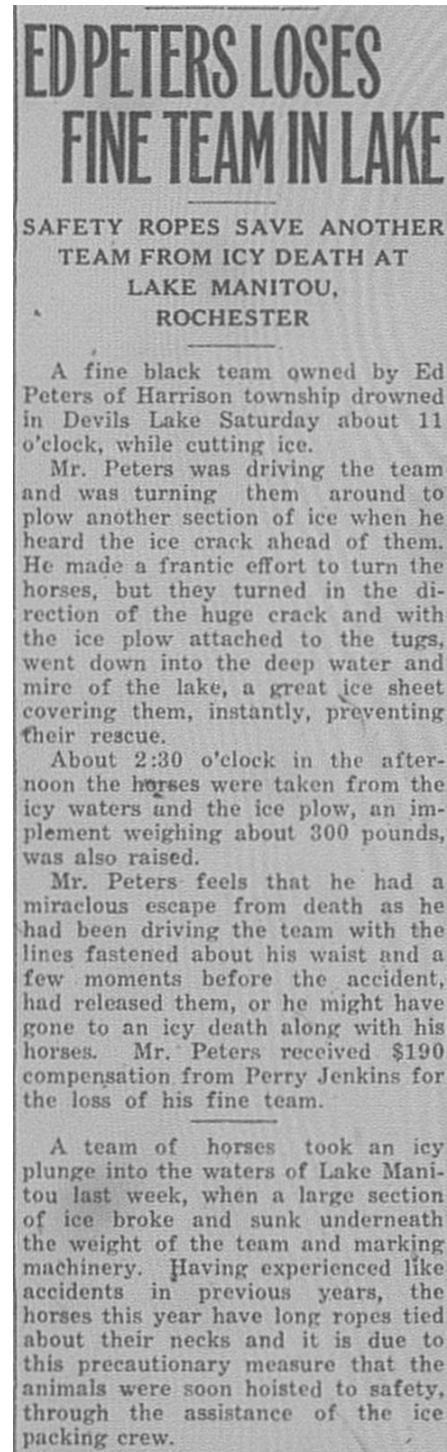 ED PETERS LOSES
FINE TEAM IN LAKE
SAFETY ROPES SAVE ANOTHER
TEAM FROM ICY DEATH AT
LAKE MANITOU,
ROCHESTER
A fine black team owned by Ed
Peters of Harrison township drowned
in Devils Lake Saturday about 11
o'clock, while cutting ice.
Mr. Peters was driving the team
and was turning them around to
plow another section of ice when he
heard the ice crack ahead of them.
He made a frantic effort to turn the
horses, but they turned in the di-
rection of the huge crack and with
the ice plow attached to the tugs,
went down into the deep water and
mire of the lake, a great ice sheet
covering them, instantly, preventing
their rescue.
About 2:30 o'clock in the after-
noon the horses were taken from the
icy waters and the ice plow, an im-
plement weighing about 300 pounds,
was also raised.
Mr. Peters feels that he had a
miraclous escape from death as he
had been driving the team with the
lines fastened about his waist and a
few moments before the accident,
had released them, or he might have
gone to an icy death along with his
horses. Mr. Peters received $190
compensation from Perry Jenkins for
the loss of his fine team.
A team of horses took an icy
plunge into the waters of Lake Mani-
tou last week, when a large section
of ice broke and sunk underneath
the weight of the team and marking
machinery. Having experienced like
accidents in previous years, the
horses this year have long ropes tied
about their necks and it is due to
this precautionary measure that the
animals were soon hoisted to safety,
through the assistance of the ice
packing crew.